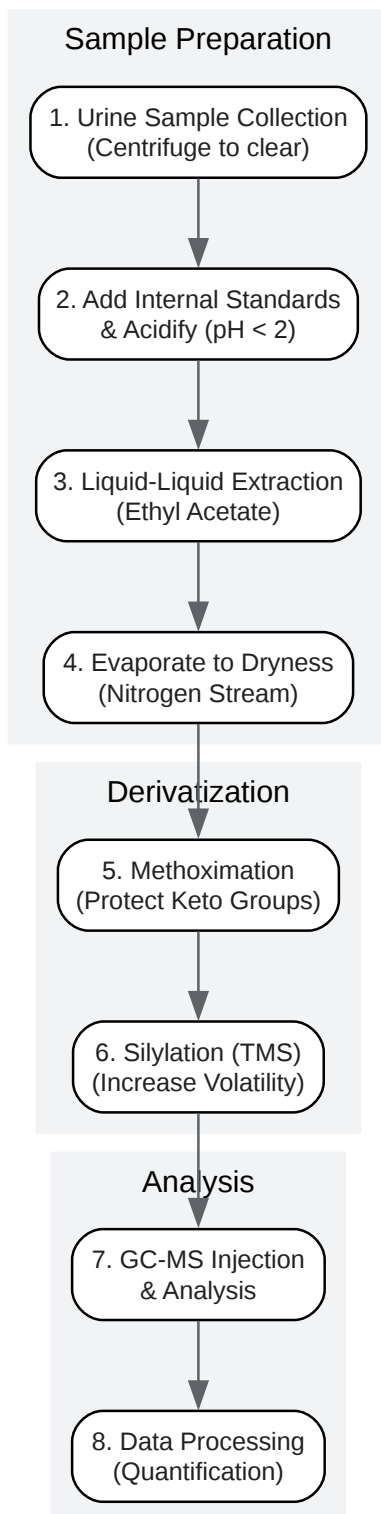 Sample Preparation
1. Urine Sample Collection
(Centrifuge to clear)
2. Add Internal Standards
& Acidify (pH < 2)
3. Liquid-Liquid Extraction
(Ethyl Acetate)
4. Evaporate to Dryness
(Nitrogen Stream)
Derivatization
5. Methoximation
(Protect Keto Groups)
6. Silylation (TMS)
(Increase Volatility)
Analysis
7. GC-MS Injection
& Analysis
8. Data Processing
(Quantification)